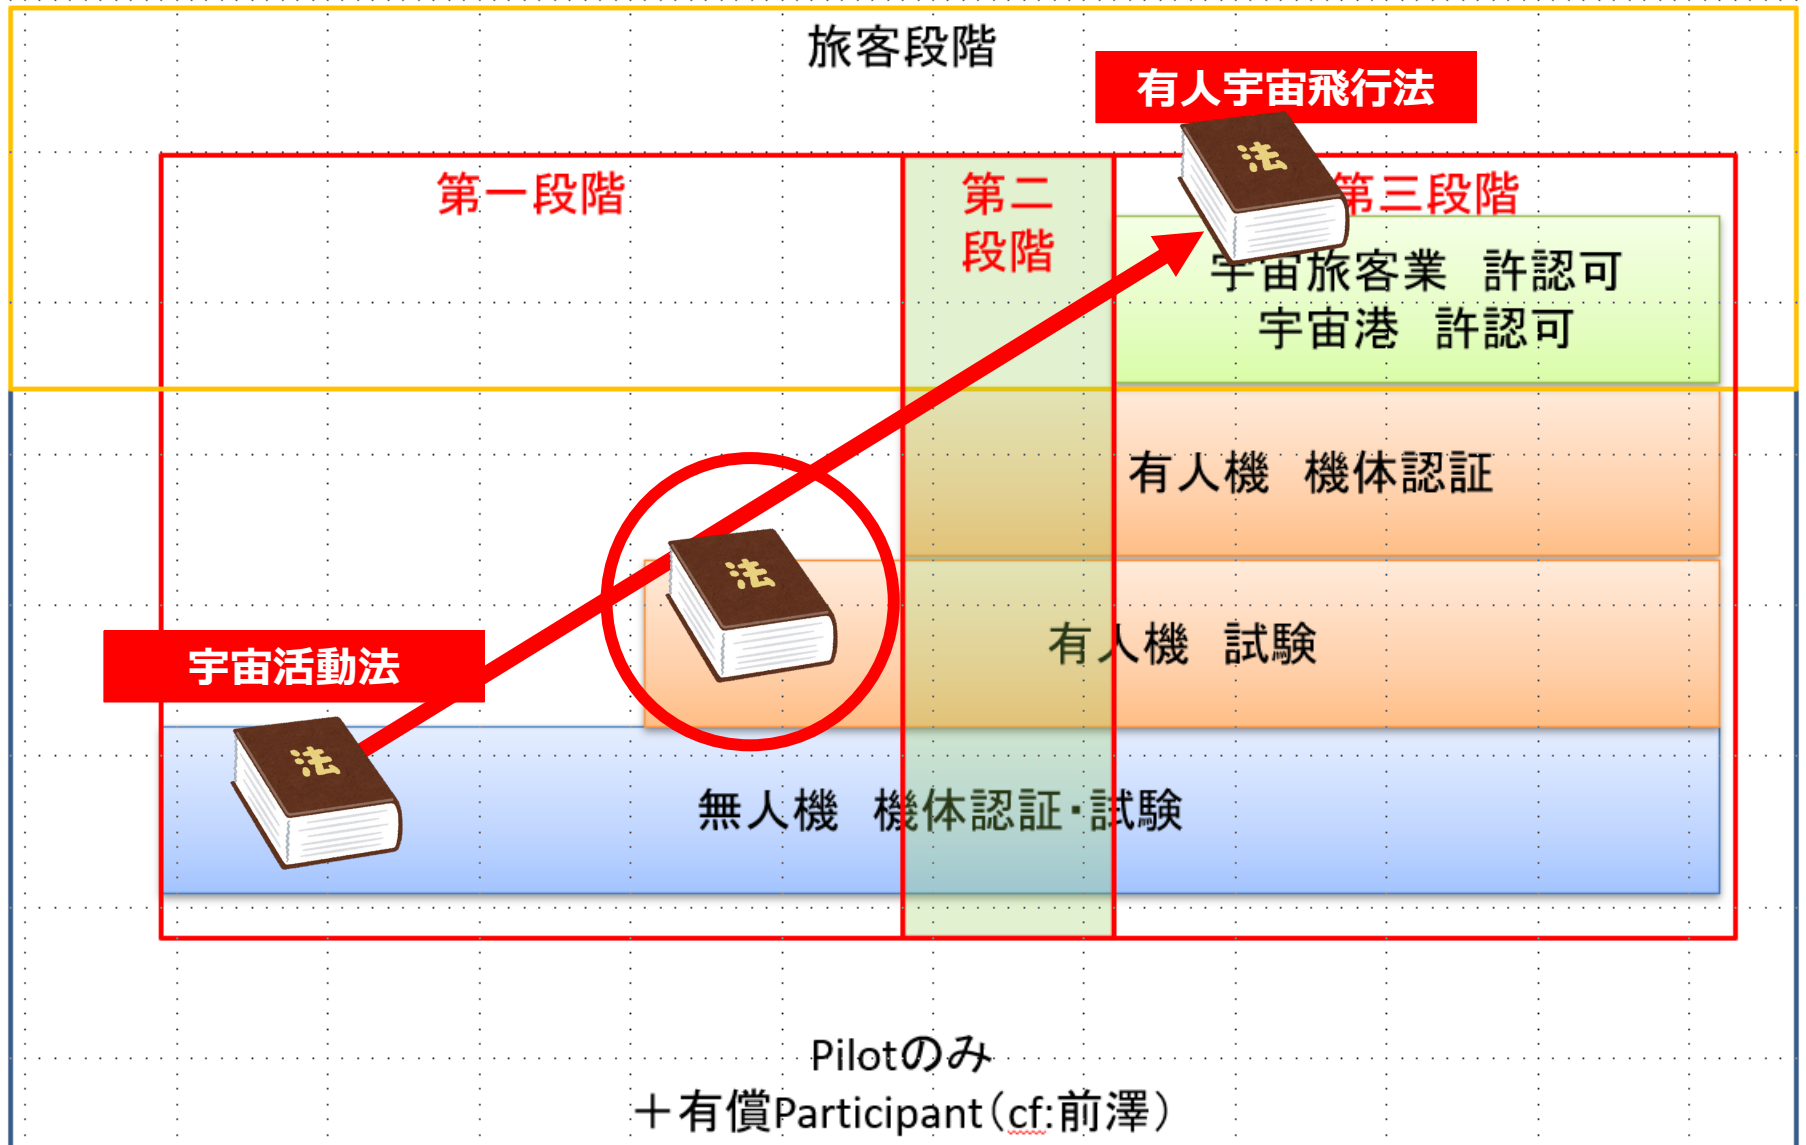 旅客段階
有人宇宙飛行法
法
第一段階
第二
段階
第三段階
宇宙旅客業　許認可
宇宙港　許認可
有人機　機体認証
法
有人機　試験
宇宙活動法
法
無人機　機体認証・試験
Pilotのみ
＋有償Participant（cf:前澤）